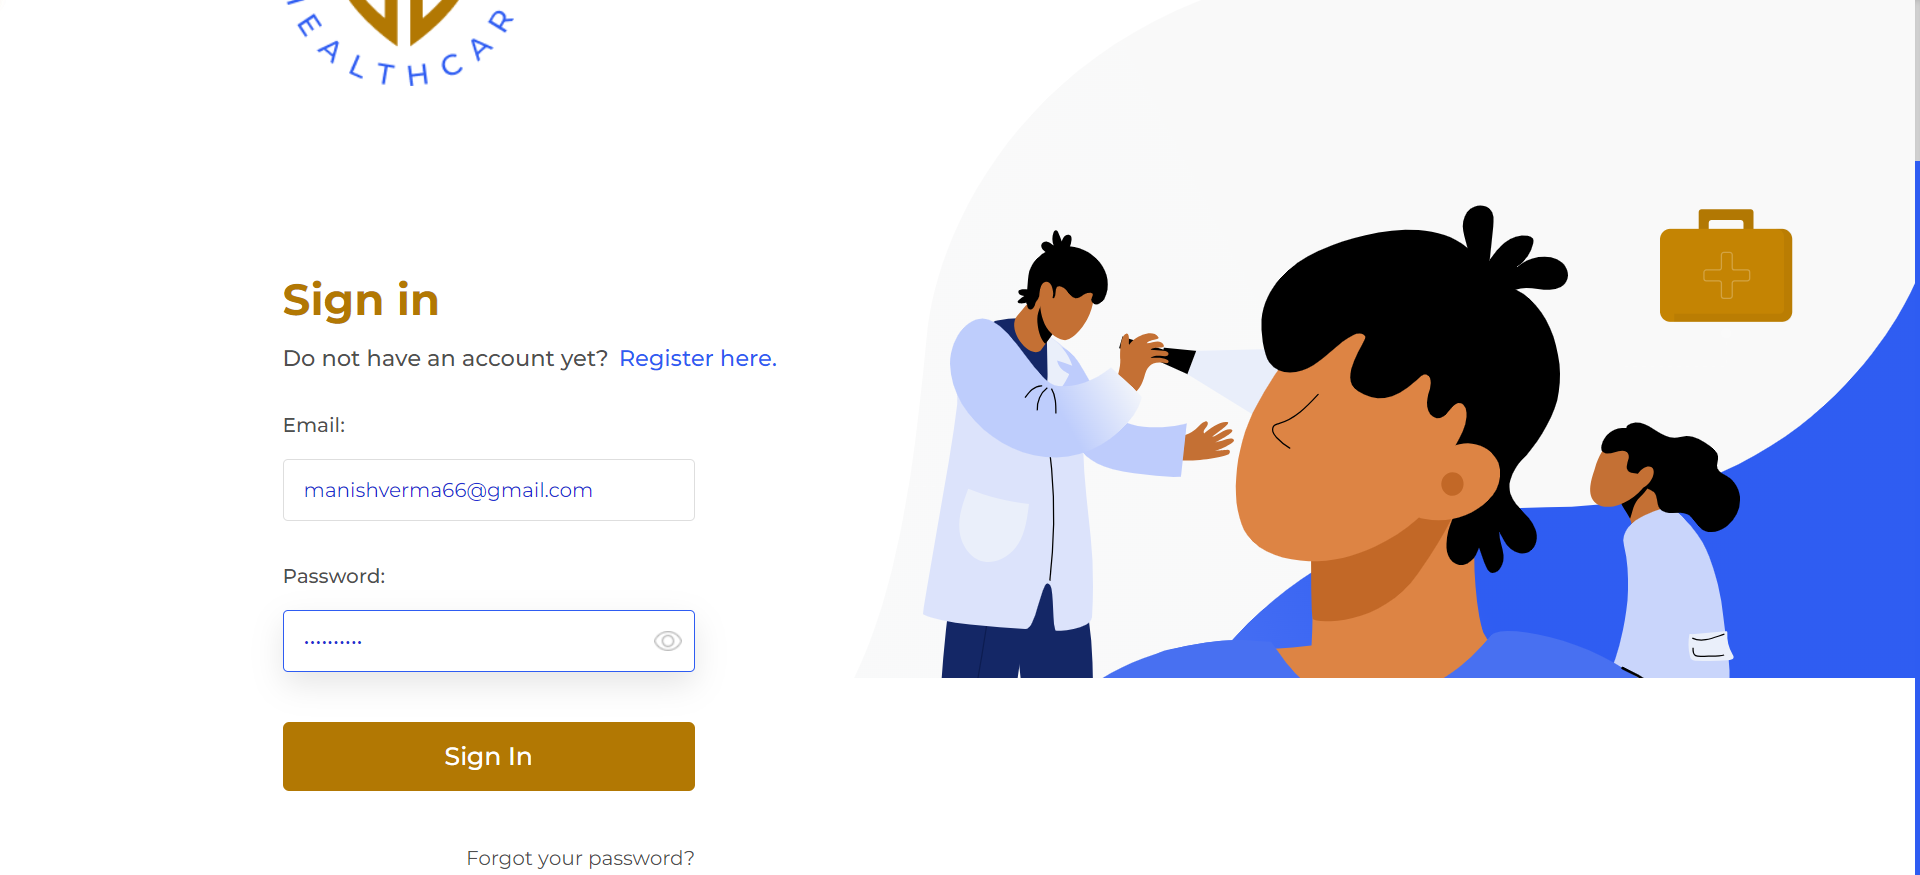 EALTHCAR
Sign in
Do not have an account yet? Register here.
Email:
manishverma66@gmail.com
Password:
••••••••••
Sign In
Forgot your password?